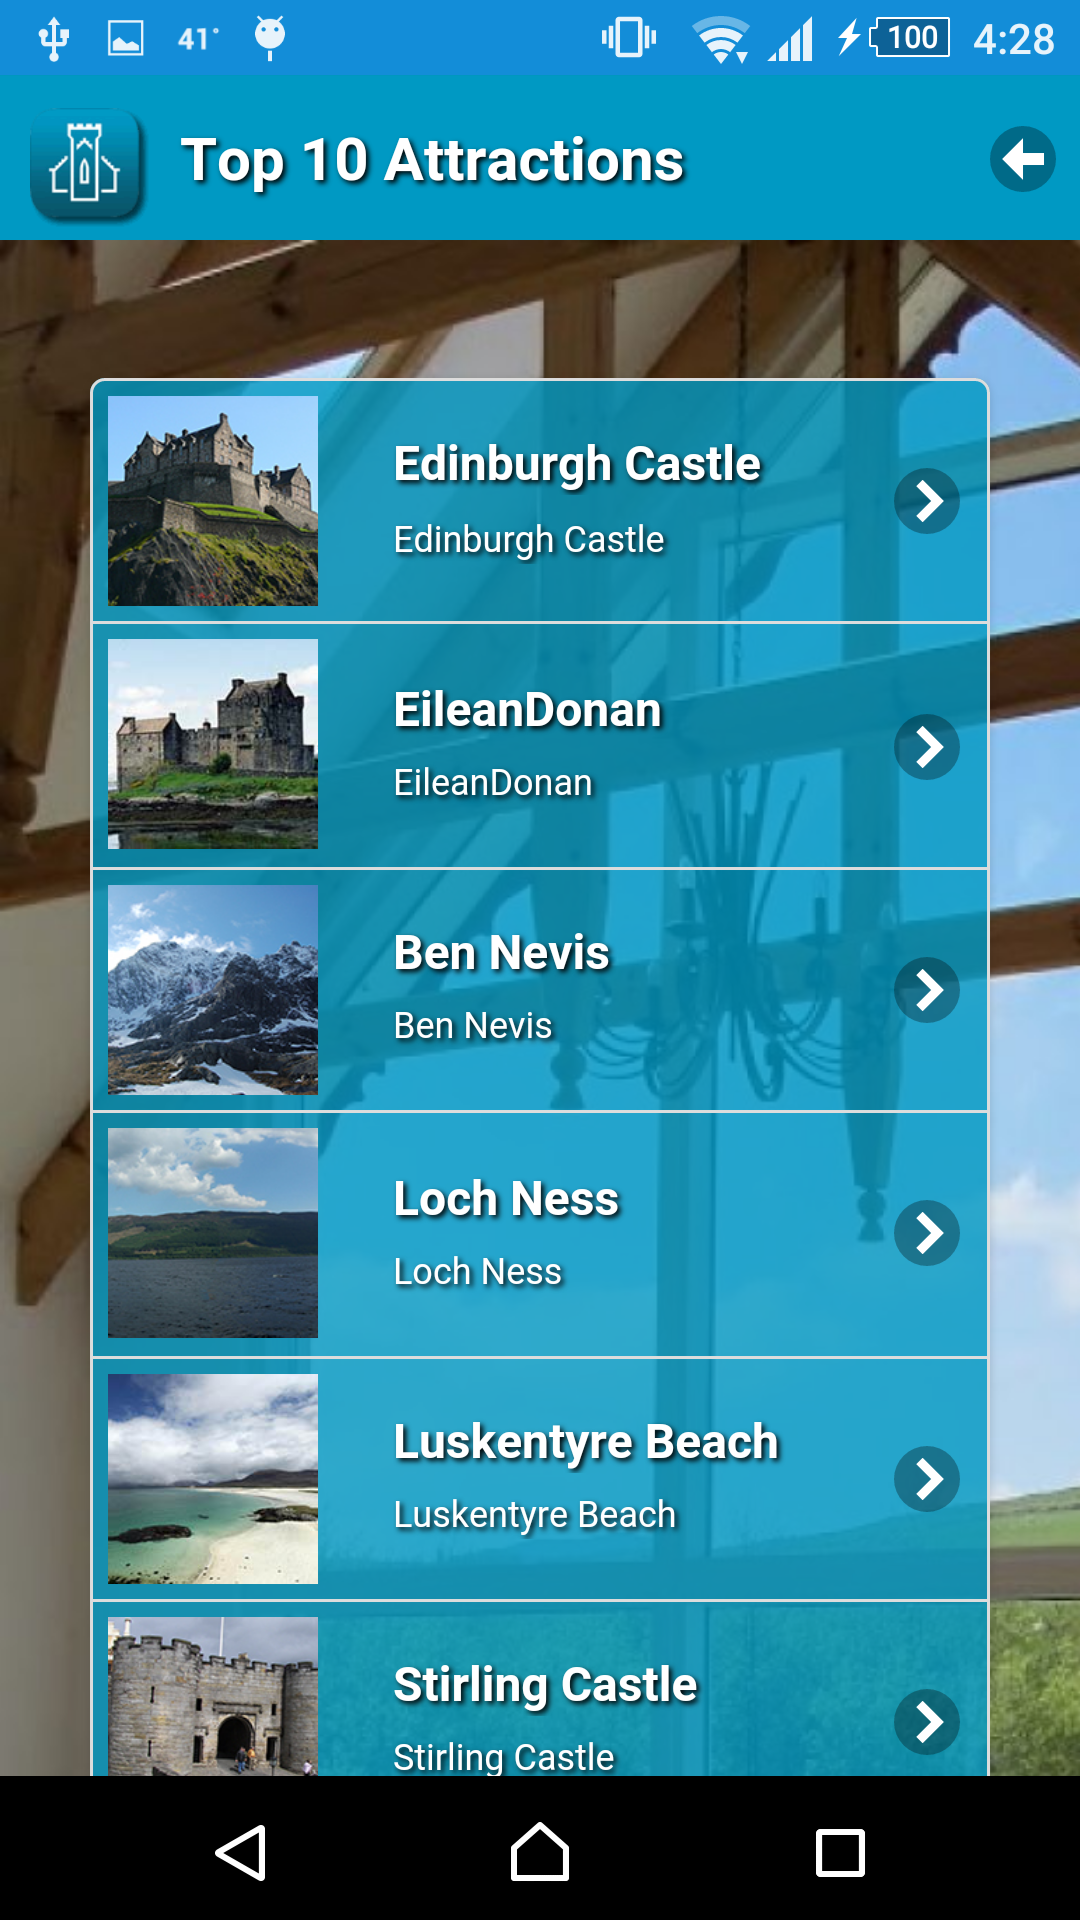 41°
100
4:28
Top 10 Attractions
Edinburgh Castle
Edinburgh Castle
EileanDonan
EileanDonan
Ben Nevis
Ben Nevis
Loch Ness
Loch Ness
Luskentyre Beach
Luskentyre Beach
Stirling Castle
Stirling Castle